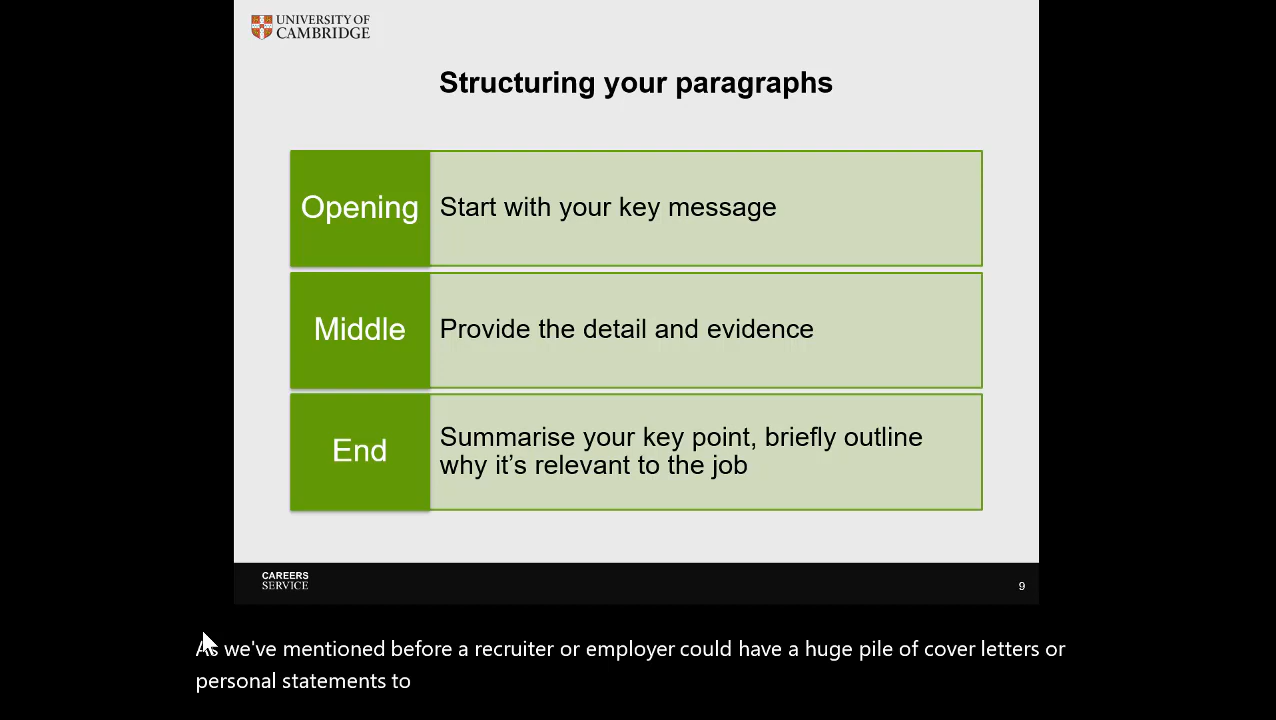 UNIVERSITY OF
CAMBRIDGE
Structuring your paragraphs
Opening
Start with your key message
Middle
Provide the detail and evidence
End
Summarise your key point, briefly outline
why it's relevant to the job
CAREERS
SERVICE
9
As we've mentioned before a recruiter or employer could have a huge pile of cover letters or
personal statements to